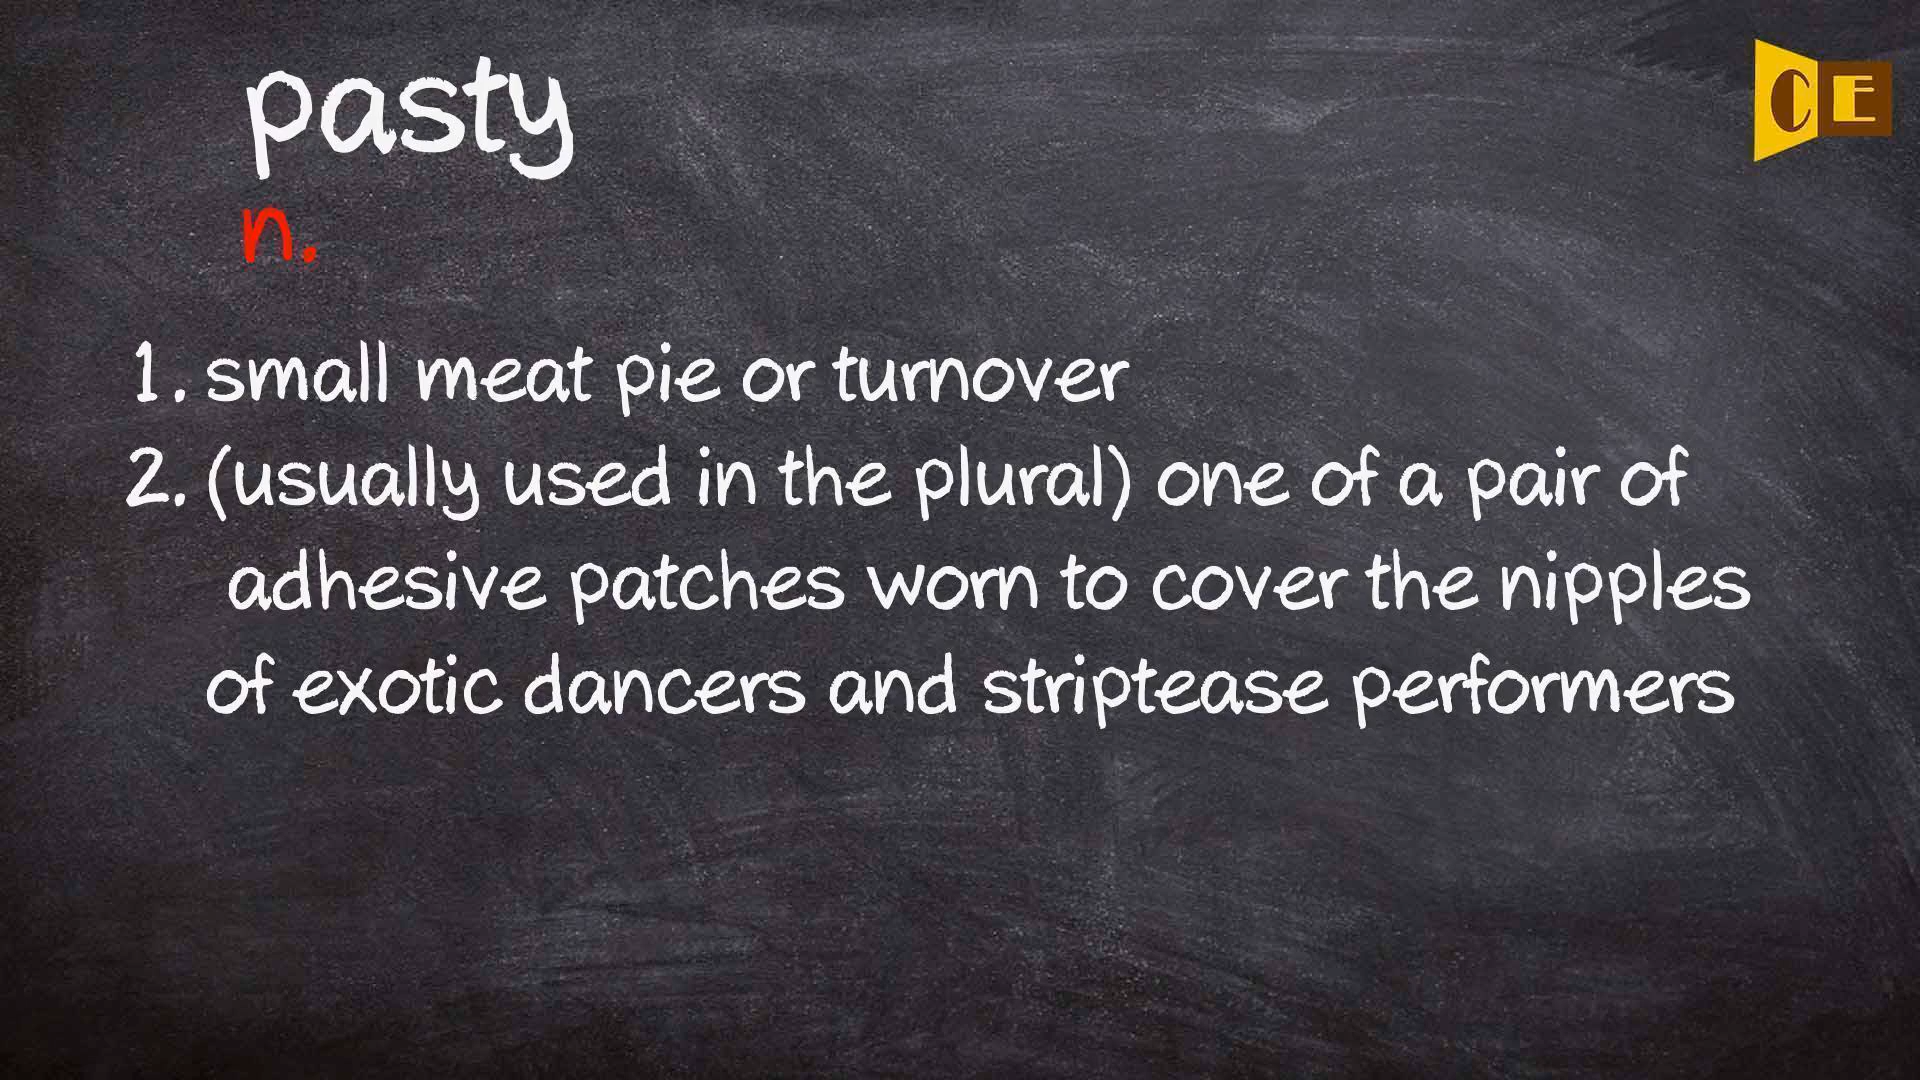 pasty
CE
n.
1. small meat pie or turnover
2. (usually used in the plural) one of a pair of
adhesive patches worn to cover the nipples
of exotic dancers and striptease performers